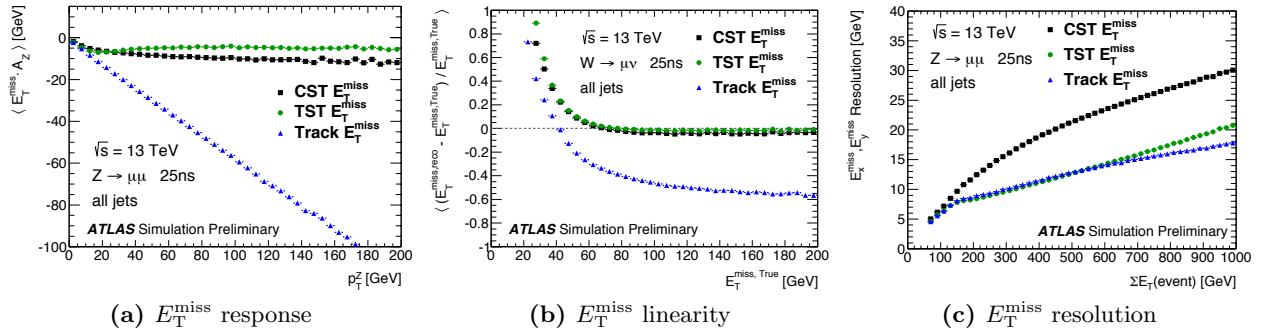 ⟨ E_T^miss · A_Z ⟩ [GeV]
0
-20
-40
-60
-80
-100
CST E_T^miss
TST E_T^miss
Track E_T^miss
√s = 13 TeV
Z → μμ 25ns
all jets
ATLAS Simulation Preliminary
0 20 40 60 80 100 120 140 160 180 200
p_T^Z [GeV]
(a) E_T^miss response
⟨ (E_T^miss,reco - E_T^miss,True) / E_T^miss,True ⟩
1
0.8
0.6
0.4
0.2
0
-0.2
-0.4
-0.6
-0.8
-1
√s = 13 TeV
W → μν 25ns
all jets
CST E_T^miss
TST E_T^miss
Track E_T^miss
ATLAS Simulation Preliminary
0 20 40 60 80 100 120 140 160 180 200
E_T^miss, True [GeV]
(b) E_T^miss linearity
E_x^miss, E_y^miss Resolution [GeV]
40
35
30
25
20
15
10
5
0
√s = 13 TeV
Z → μμ 25ns
all jets
CST E_T^miss
TST E_T^miss
Track E_T^miss
ATLAS Simulation Preliminary
0 100 200 300 400 500 600 700 800 900 1000
ΣE_T(event) [GeV]
(c) E_T^miss resolution